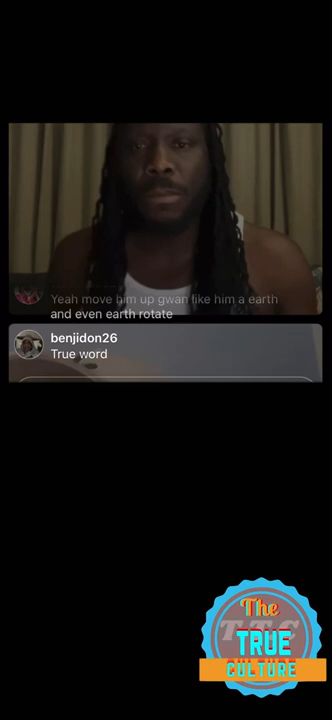 Yeah move him up gwan like him a earth
and even earth rotate
benjidon26
True word
The
T.T.C
TRUE
CULTURE